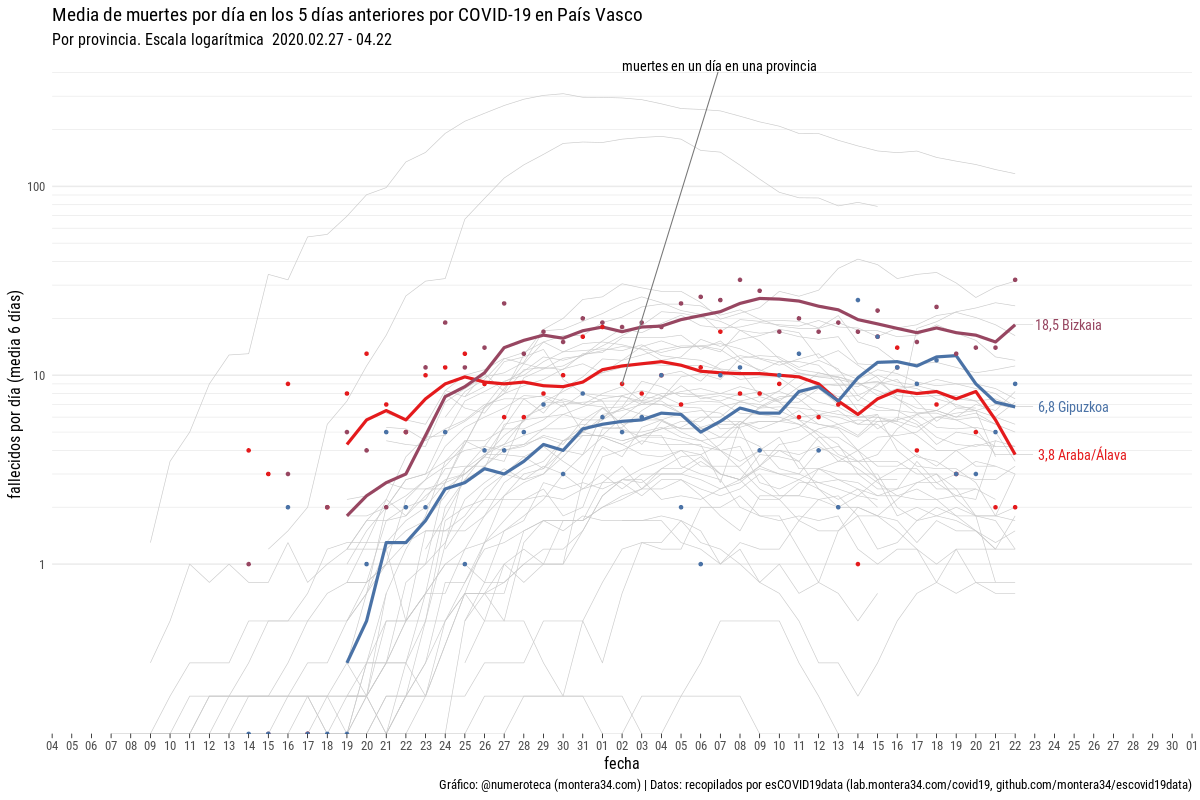 Media de muertes por día en los 5 días anteriores por COVID-19 en País Vasco
Por provincia. Escala logarítmica  2020.02.27 - 04.22
muertes en un día en una provincia
100
10
1
fallecidos por día (media 6 días)
18,5 Bizkaia
6,8 Gipuzkoa
3,8 Araba/Álava
04 05 06 07 08 09 10 11 12 13 14 15 16 17 18 19 20 21 22 23 24 25 26 27 28 29 30 31 01 02 03 04 05 06 07 08 09 10 11 12 13 14 15 16 17 18 19 20 21 22 23 24 25 26 27 28 29 30 01
fecha
Gráfico: @numeroteca (montera34.com) | Datos: recopilados por esCOVID19data (lab.montera34.com/covid19, github.com/montera34/escovid19data)